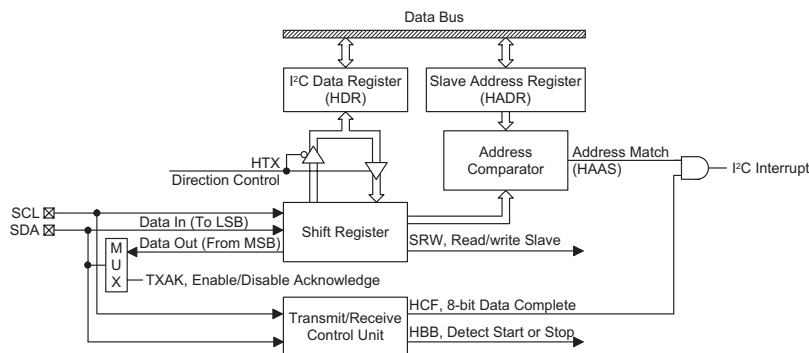 Data Bus
I²C Data Register
(HDR)
Slave Address Register
(HADR)
HTX
Direction Control
Address
Comparator
Address Match
(HAAS)
I²C Interrupt
SCL
SDA
Data In (To LSB)
Data Out (From MSB)
Shift Register
SRW, Read/write Slave
M
U
X
TXAK, Enable/Disable Acknowledge
Transmit/Receive
Control Unit
HCF, 8-bit Data Complete
HBB, Detect Start or Stop